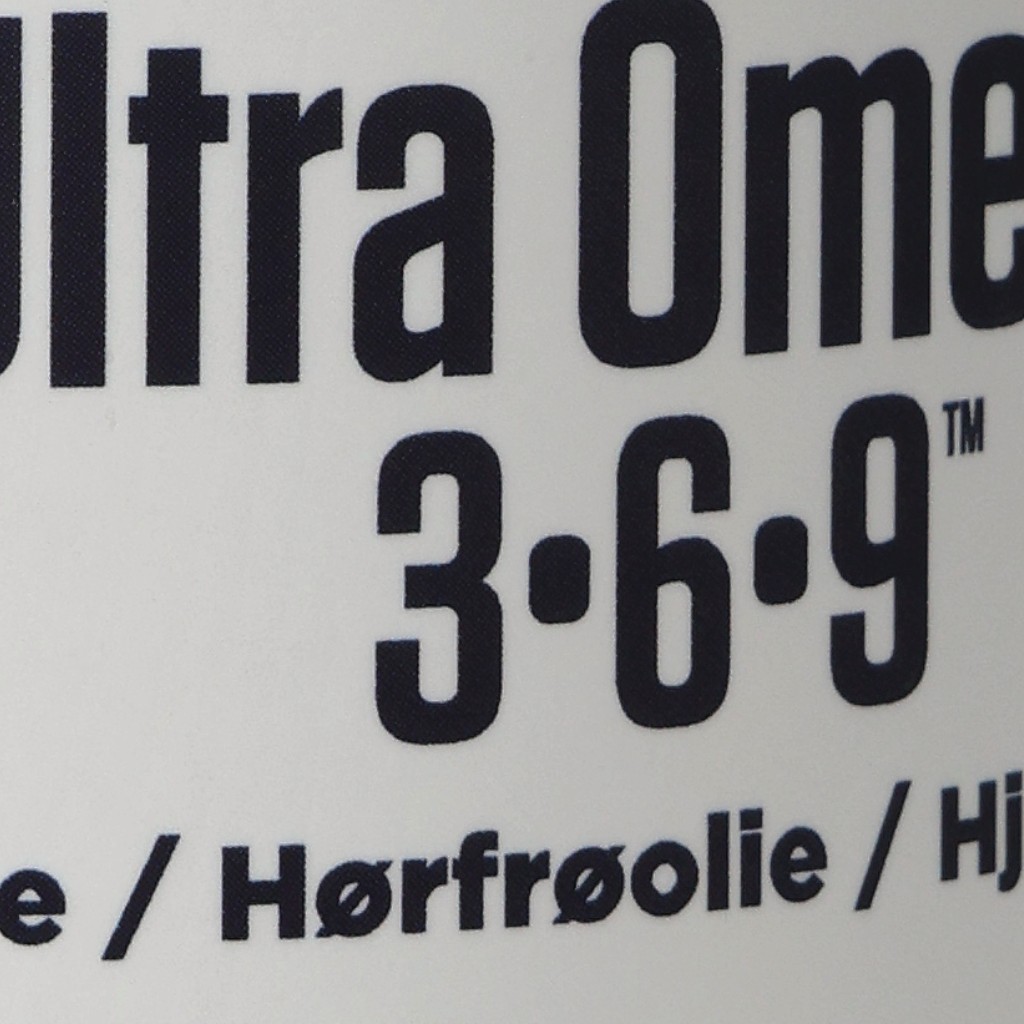 Ultra Ome
3•6•9™
e / Hørfrøolie / Hj